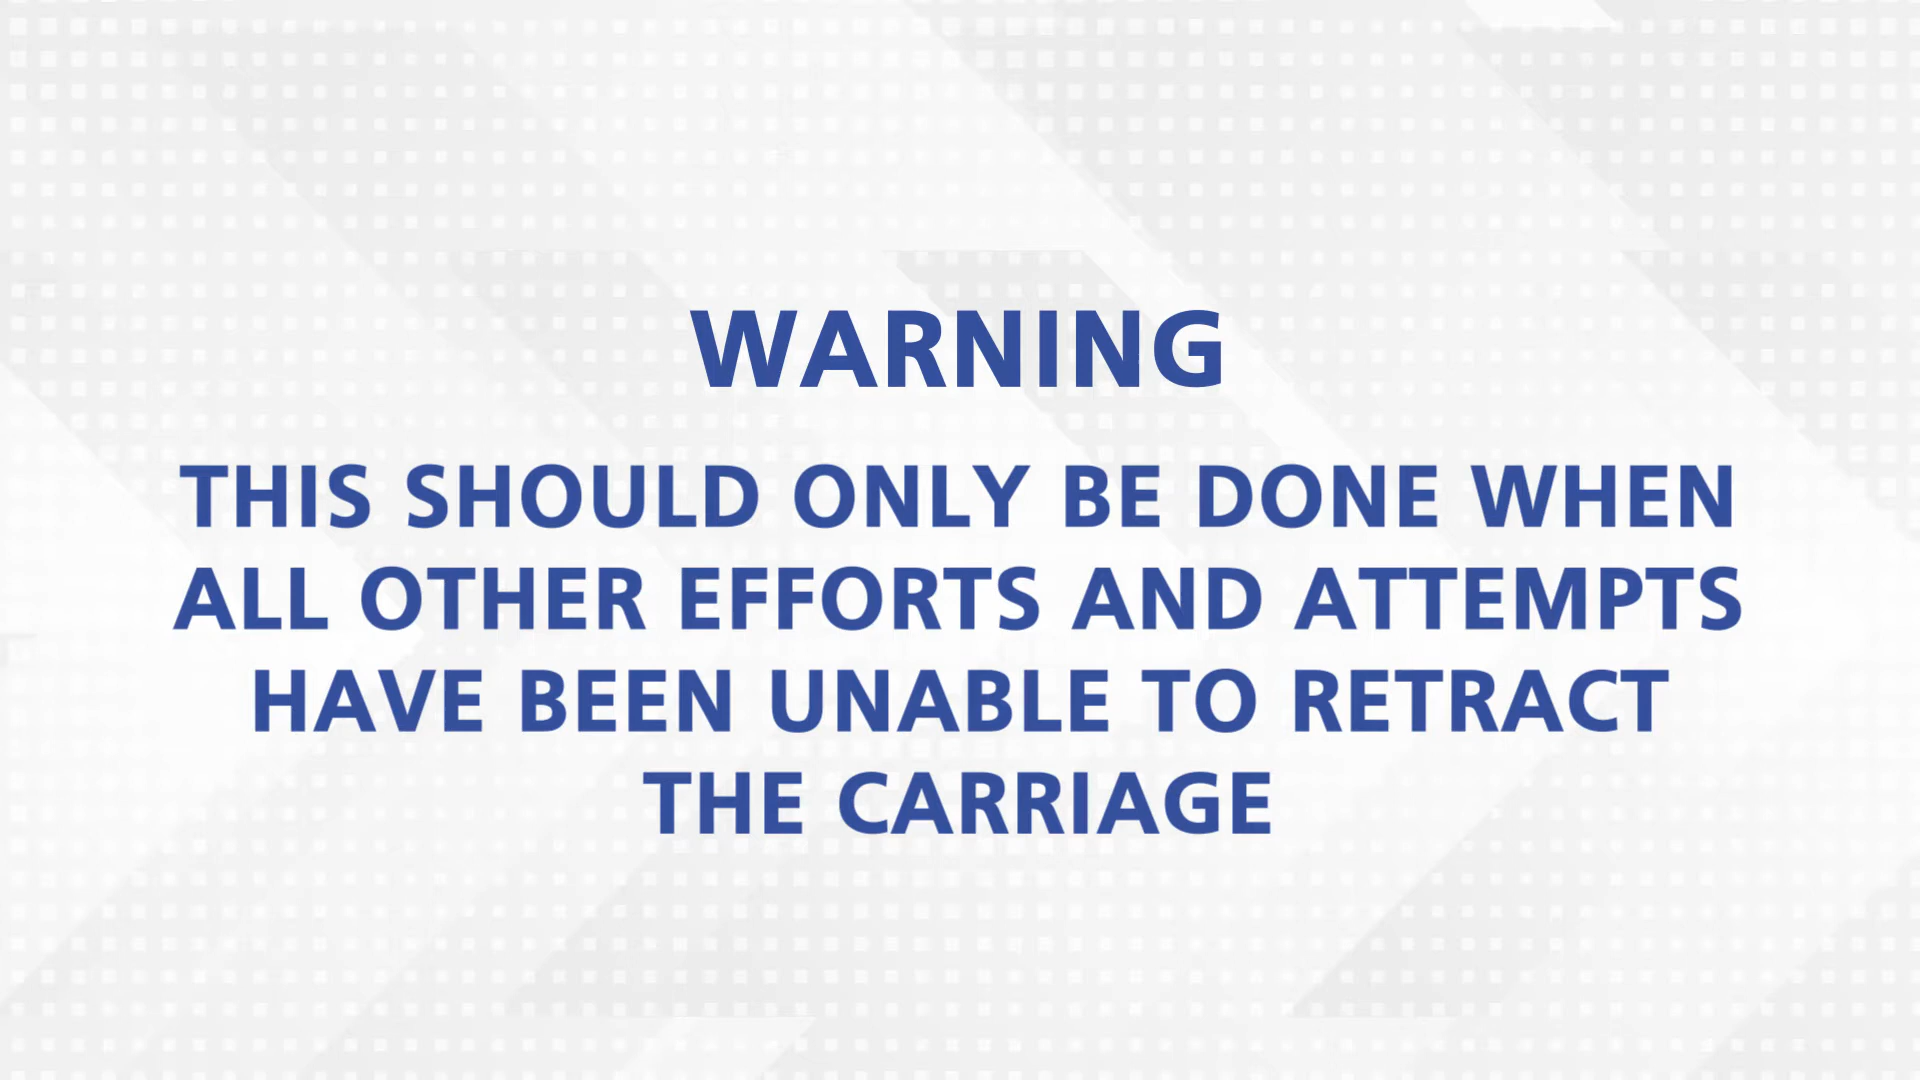 WARNING
THIS SHOULD ONLY BE DONE WHEN
ALL OTHER EFFORTS AND ATTEMPTS
HAVE BEEN UNABLE TO RETRACT
THE CARRIAGE